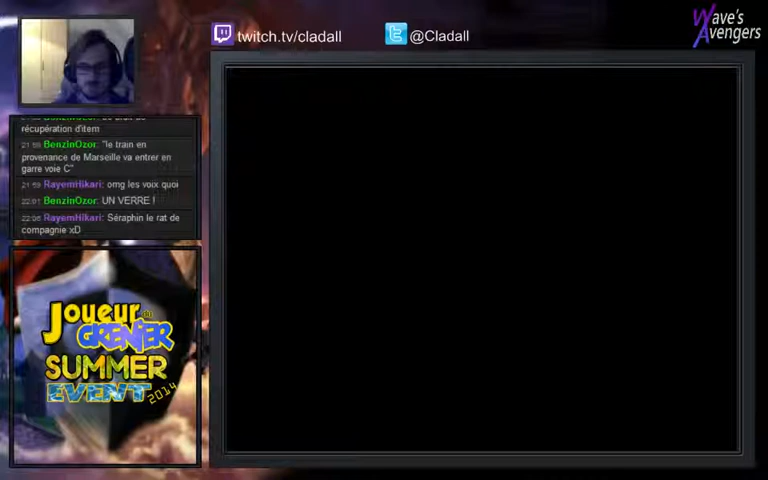 twitch.tv/cladall
@Cladall
Wave's
Avengers
récupération d'item
21:58 BenzinOzor: "le train en
provenance de Marseille va entrer en
garre voie C"
21:59 RayemHikari: omg les voix quoi
22:01 BenzinOzor: UN VERRE !
22:06 RayemHikari: Séraphin le rat de
compagnie xD
Joueur du
GRENIER
SUMMER
EVENT 2014